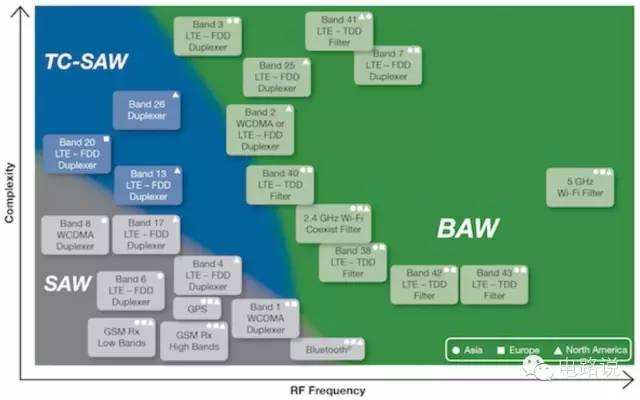 Complexity
TC-SAW
SAW
BAW
Band 3
LTE – FDD
Duplexer
Band 41
LTE – TDD
Filter
Band 7
LTE – FDD
Duplexer
Band 25
LTE – FDD
Duplexer
Band 26
Duplexer
Band 2
WCDMA or
LTE – FDD
Duplexer
Band 20
LTE – FDD
Duplexer
Band 13
LTE – FDD
Duplexer
Band 40
LTE – TDD
Filter
5 GHz
Wi-Fi Filter
2.4 GHz Wi-Fi
Coexist Filter
Band 8
WCDMA
Duplexer
Band 17
LTE – FDD
Duplexer
Band 38
LTE – TDD
Filter
Band 4
LTE – FDD
Duplexer
Band 42
LTE – TDD
Filter
Band 43
LTE – TDD
Filter
Band 6
LTE – FDD
Duplexer
GPS
Band 1
WCDMA
Duplexer
GSM Rx
Low Bands
GSM Rx
High Bands
Bluetooth®
Asia Europe North America
电路说
RF Frequency